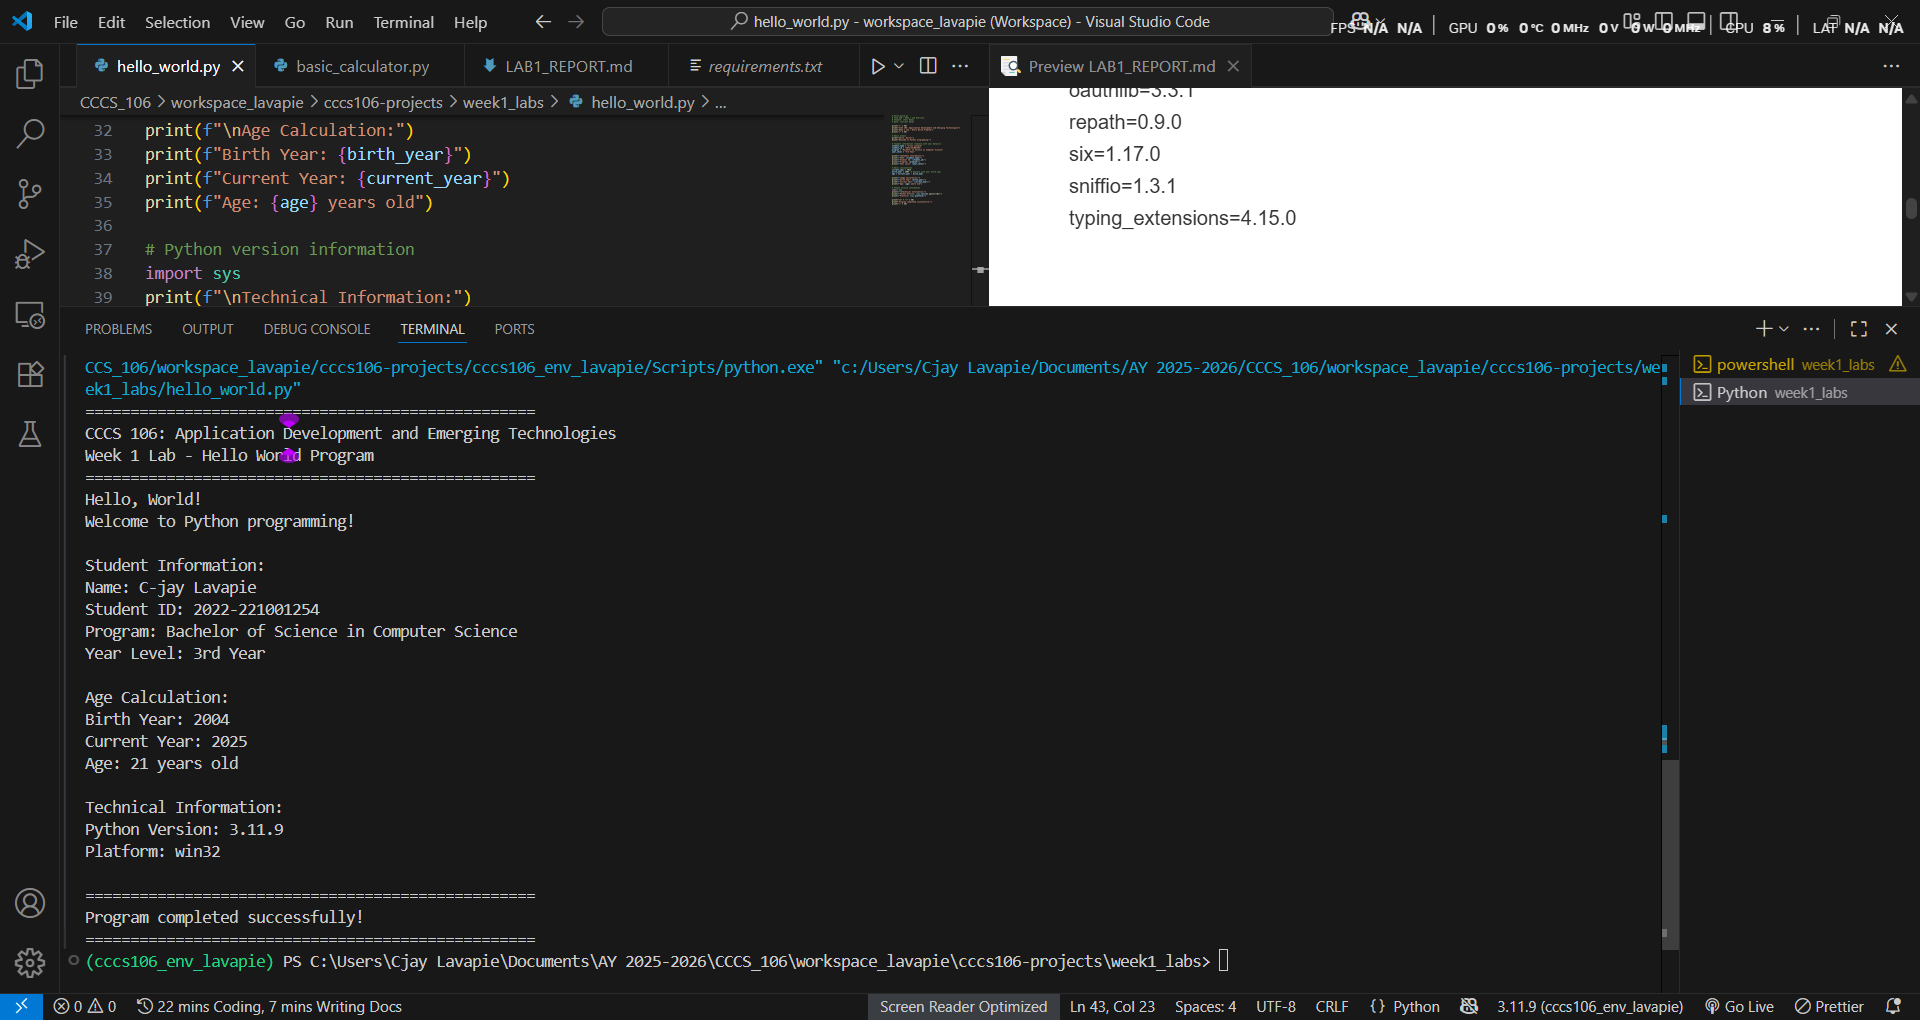 File Edit Selection View Go Run Terminal Help
hello_world.py - workspace_lavapie (Workspace) - Visual Studio Code
FPS N/A N/A GPU 0% 0°C 0MHz 0V 0W 0MHz CPU 8% LAT N/A N/A
hello_world.py
basic_calculator.py
LAB1_REPORT.md
requirements.txt
Preview LAB1_REPORT.md
CCCS_106 > workspace_lavapie > cccs106-projects > week1_labs > hello_world.py > ...
32 print(f"\nAge Calculation:")
33 print(f"Birth Year: {birth_year}")
34 print(f"Current Year: {current_year}")
35 print(f"Age: {age} years old")
36
37 # Python version information
38 import sys
39 print(f"\nTechnical Information:")
oauthlib=3.3.1
repath=0.9.0
six=1.17.0
sniffio=1.3.1
typing_extensions=4.15.0
PROBLEMS OUTPUT DEBUG CONSOLE TERMINAL PORTS
CCS_106/workspace_lavapie/cccs106-projects/cccs106_env_lavapie/Scripts/python.exe" "c:/Users/Cjay Lavapie/Documents/AY 2025-2026/CCCS_106/workspace_lavapie/cccs106-projects/we
ek1_labs/hello_world.py"
==================================================
CCCS 106: Application Development and Emerging Technologies
Week 1 Lab - Hello World Program
==================================================
Hello, World!
Welcome to Python programming!
Student Information:
Name: C-jay Lavapie
Student ID: 2022-221001254
Program: Bachelor of Science in Computer Science
Year Level: 3rd Year
Age Calculation:
Birth Year: 2004
Current Year: 2025
Age: 21 years old
Technical Information:
Python Version: 3.11.9
Platform: win32
==================================================
Program completed successfully!
==================================================
(cccs106_env_lavapie) PS C:\Users\Cjay Lavapie\Documents\AY 2025-2026\CCCS_106\workspace_lavapie\cccs106-projects\week1_labs>
powershell week1_labs
Python week1_labs
0 0 22 mins Coding, 7 mins Writing Docs
Screen Reader Optimized Ln 43, Col 23 Spaces: 4 UTF-8 CRLF {} Python 3.11.9 (cccs106_env_lavapie) Go Live Prettier